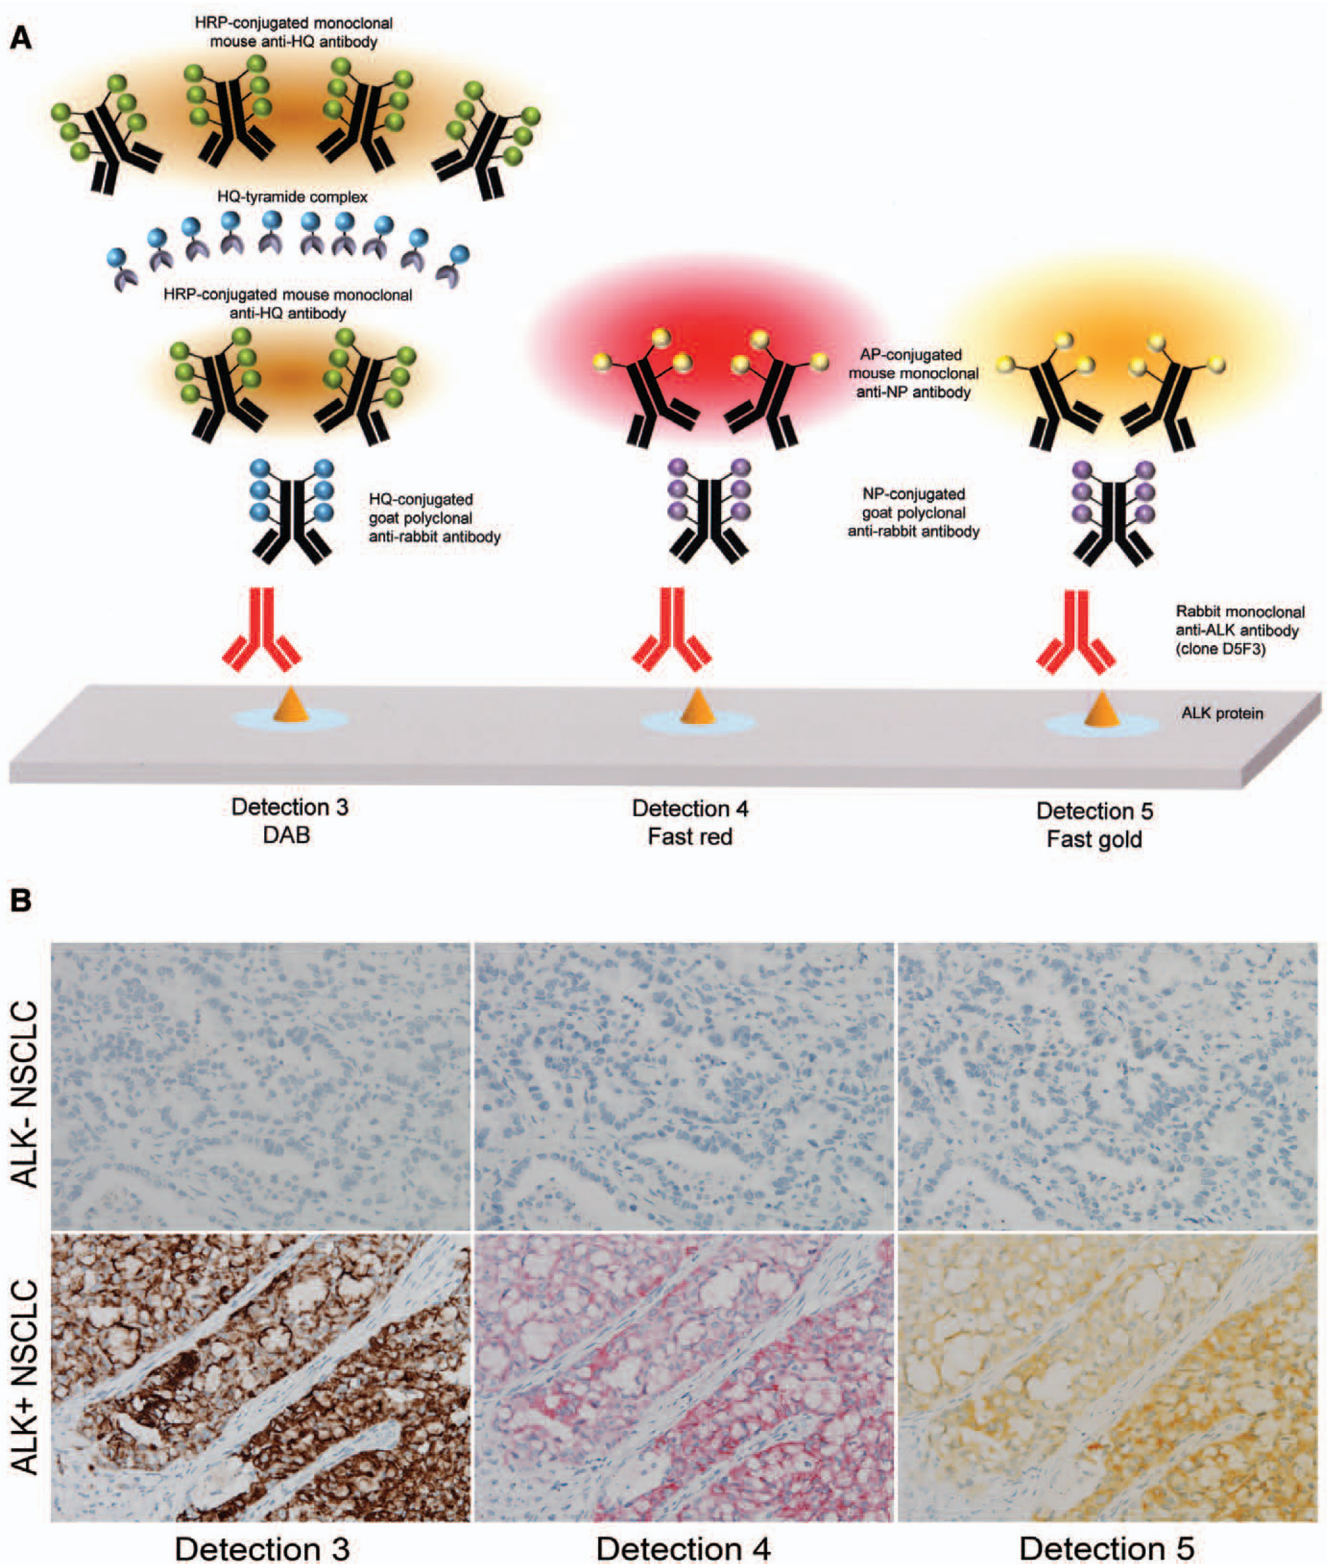 A
HRP-conjugated monoclonal
mouse anti-HQ antibody
HQ-tyramide complex
HRP-conjugated mouse monoclonal
anti-HQ antibody
AP-conjugated
mouse monoclonal
anti-NP antibody
HQ-conjugated
goat polyclonal
anti-rabbit antibody
NP-conjugated
goat polyclonal
anti-rabbit antibody
Rabbit monoclonal
anti-ALK antibody
(clone D5F3)
ALK protein
Detection 3
DAB
Detection 4
Fast red
Detection 5
Fast gold
B
ALK- NSCLC
ALK+ NSCLC
Detection 3
Detection 4
Detection 5